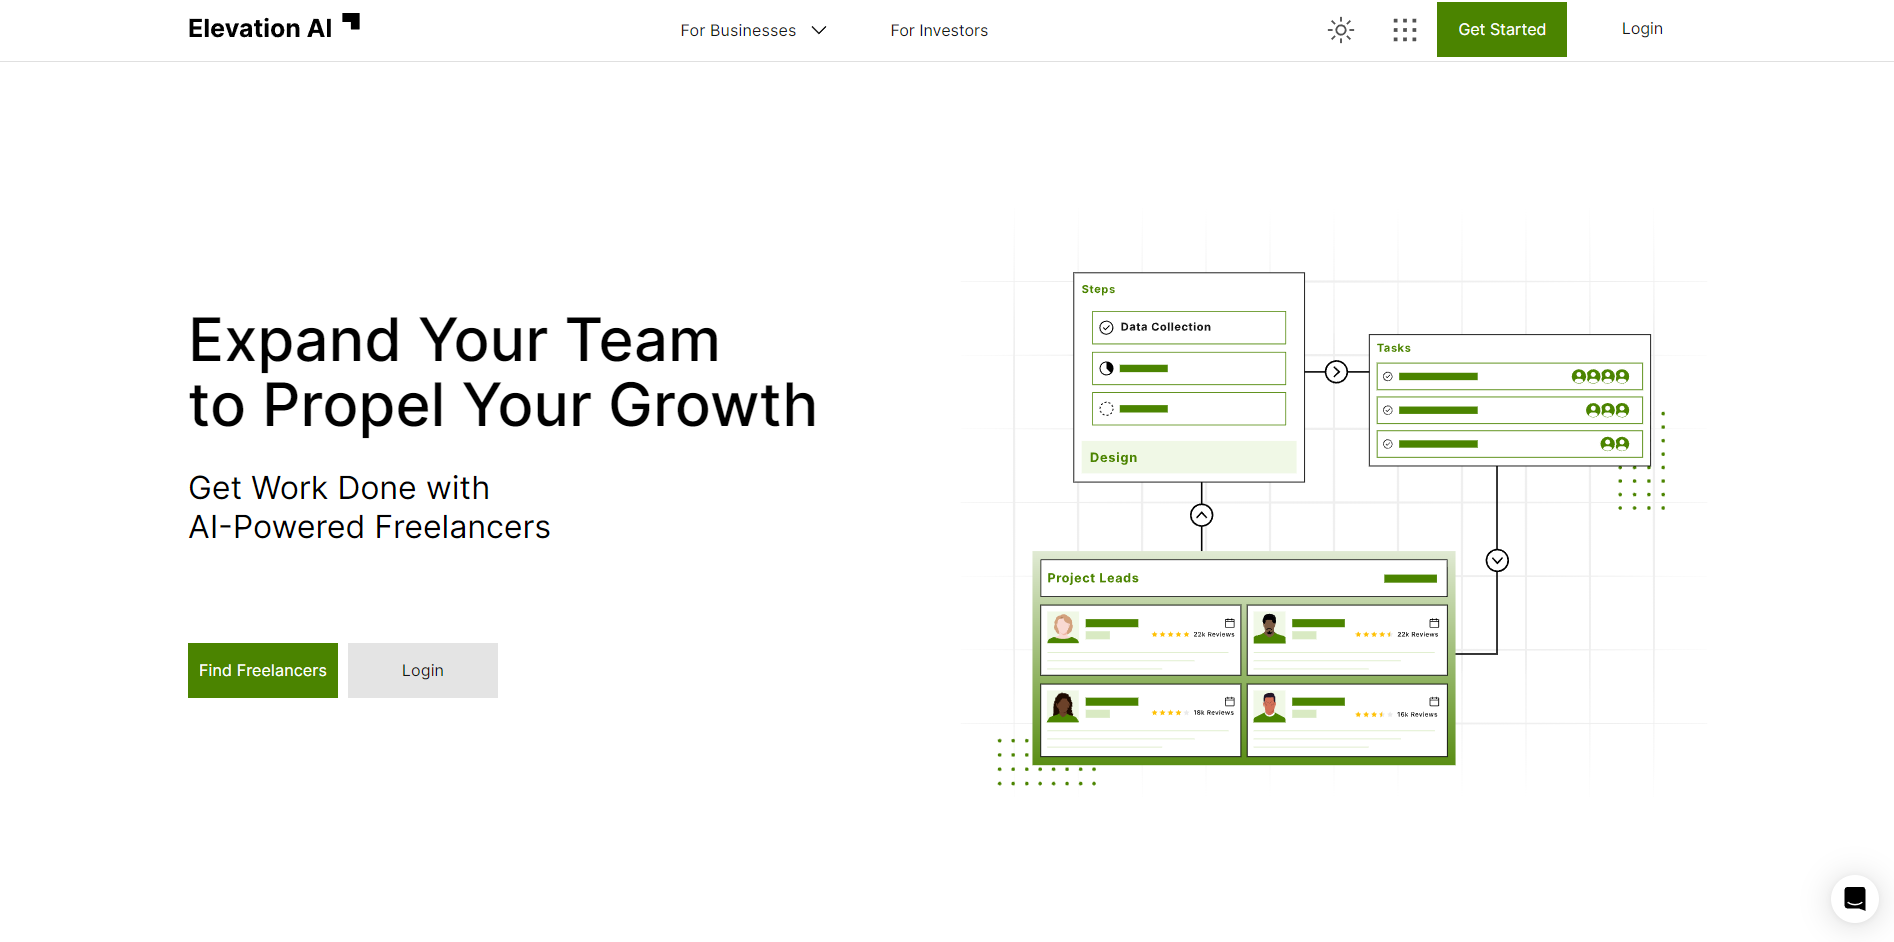 Elevation AI
For Businesses
For Investors
Get Started
Login
Expand Your Team
to Propel Your Growth
Get Work Done with
AI-Powered Freelancers
Find Freelancers
Login
Steps
Data Collection
Design
Tasks
Project Leads
22k Reviews
22k Reviews
18k Reviews
16k Reviews